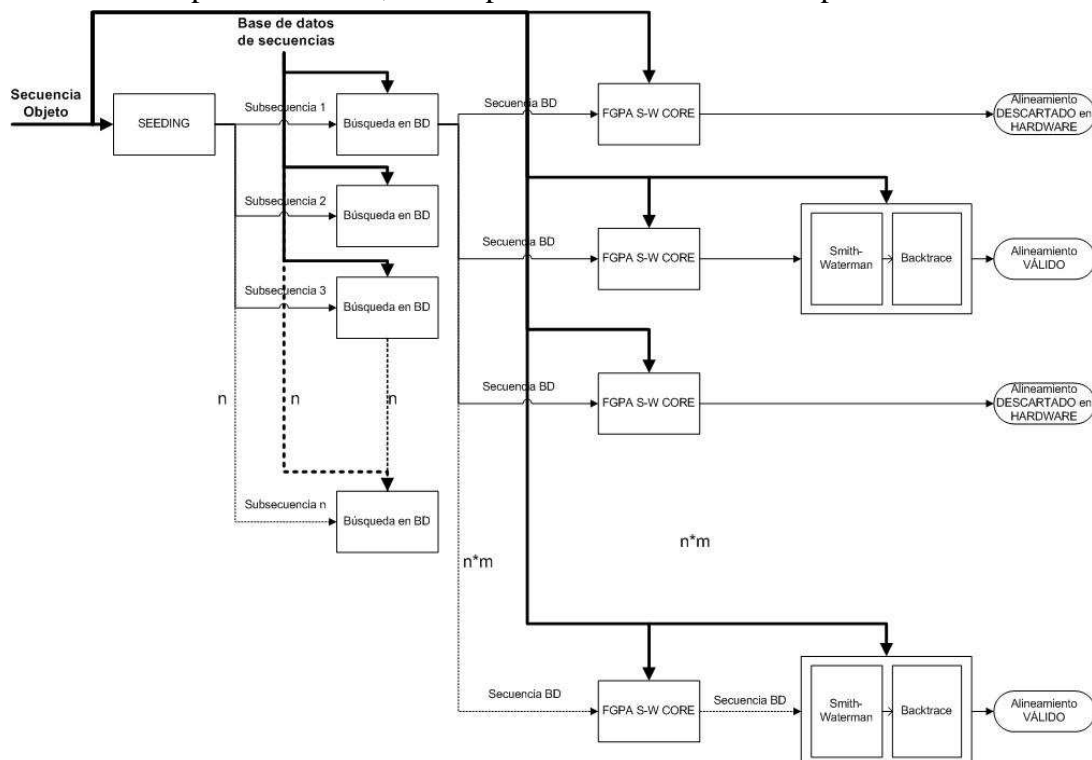 Base de datos
de secuencias
Secuencia
Objeto
SEEDING
Subsecuencia 1
Búsqueda en BD
Secuencia BD
FGPA S-W CORE
Alineamiento
DESCARTADO en
HARDWARE
Subsecuencia 2
Búsqueda en BD
Secuencia BD
FGPA S-W CORE
Smith-
Waterman
Backtrace
Alineamiento
VÁLIDO
Subsecuencia 3
Búsqueda en BD
Secuencia BD
FGPA S-W CORE
Alineamiento
DESCARTADO en
HARDWARE
n
n
n
Subsecuencia n
Búsqueda en BD
n*m
n*m
Secuencia BD
FGPA S-W CORE
Secuencia BD
Smith-
Waterman
Backtrace
Alineamiento
VÁLIDO